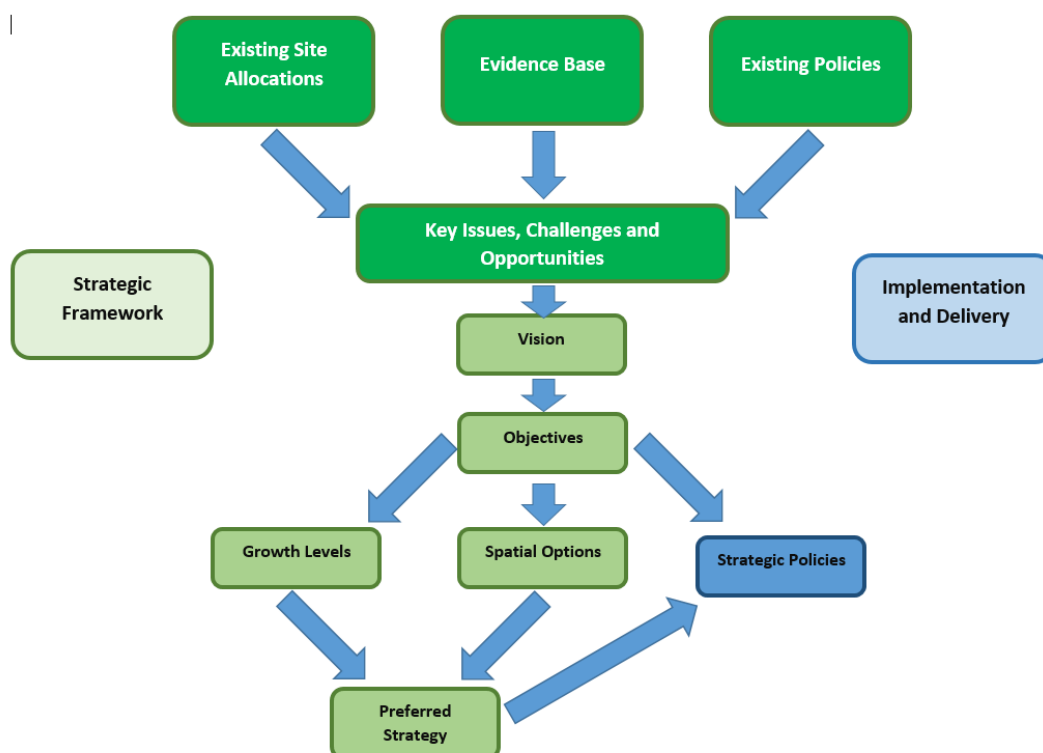 Existing Site
Allocations
Evidence Base
Existing Policies
Key Issues, Challenges and
Opportunities
Strategic
Framework
Implementation
and Delivery
Vision
Objectives
Growth Levels
Spatial Options
Strategic Policies
Preferred
Strategy